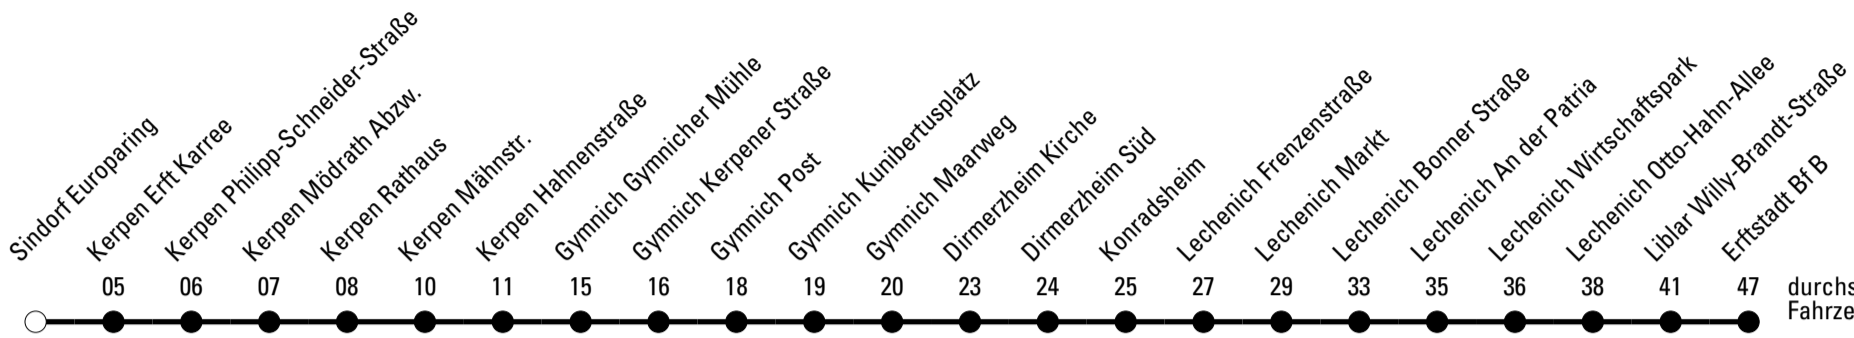 Sindorf Europaring
Kerpen Erft Karree
Kerpen Philipp-Schneider-Straße
Kerpen Mödrath Abzw.
Kerpen Rathaus
Kerpen Mähnstr.
Kerpen Hahnenstraße
Gymnich Gymnicher Mühle
Gymnich Kerpener Straße
Gymnich Post
Gymnich Kunibertusplatz
Gymnich Maarweg
Dirmerzheim Kirche
Dirmerzheim Süd
Konradsheim
Lechenich Frenzenstraße
Lechenich Markt
Lechenich Bonner Straße
Lechenich An der Patria
Lechenich Wirtschaftspark
Lechenich Otto-Hahn-Allee
Liblar Willy-Brandt-Straße
Erftstadt Bf B
05 06 07 08 10 11 15 16 18 19 20 23 24 25 27 29 33 35 36 38 41 47 durchs
Fahrze